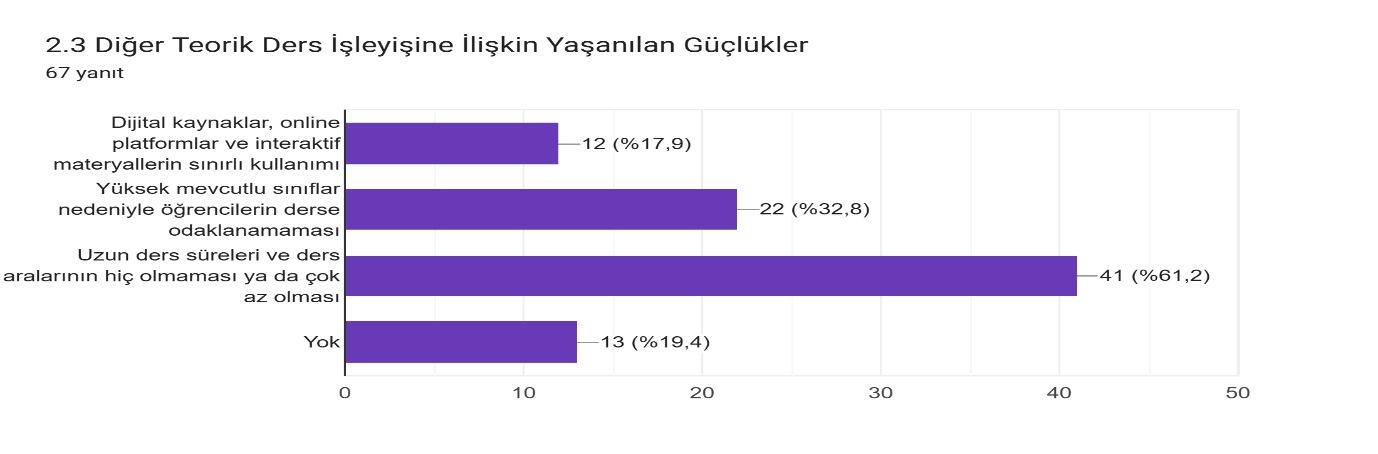 2.3 Diğer Teorik Ders İşleyişine İlişkin Yaşanılan Güçlükler
67 yanıt
Dijital kaynaklar, online
platformlar ve interaktif
materyallerin sınırlı kullanımı
12 (%17,9)
Yüksek mevcutlu sınıflar
nedeniyle öğrencilerin derse
odaklanamaması
22 (%32,8)
Uzun ders süreleri ve ders
aralarının hiç olmaması ya da çok
az olması
41 (%61,2)
Yok
13 (%19,4)
0 10 20 30 40 50